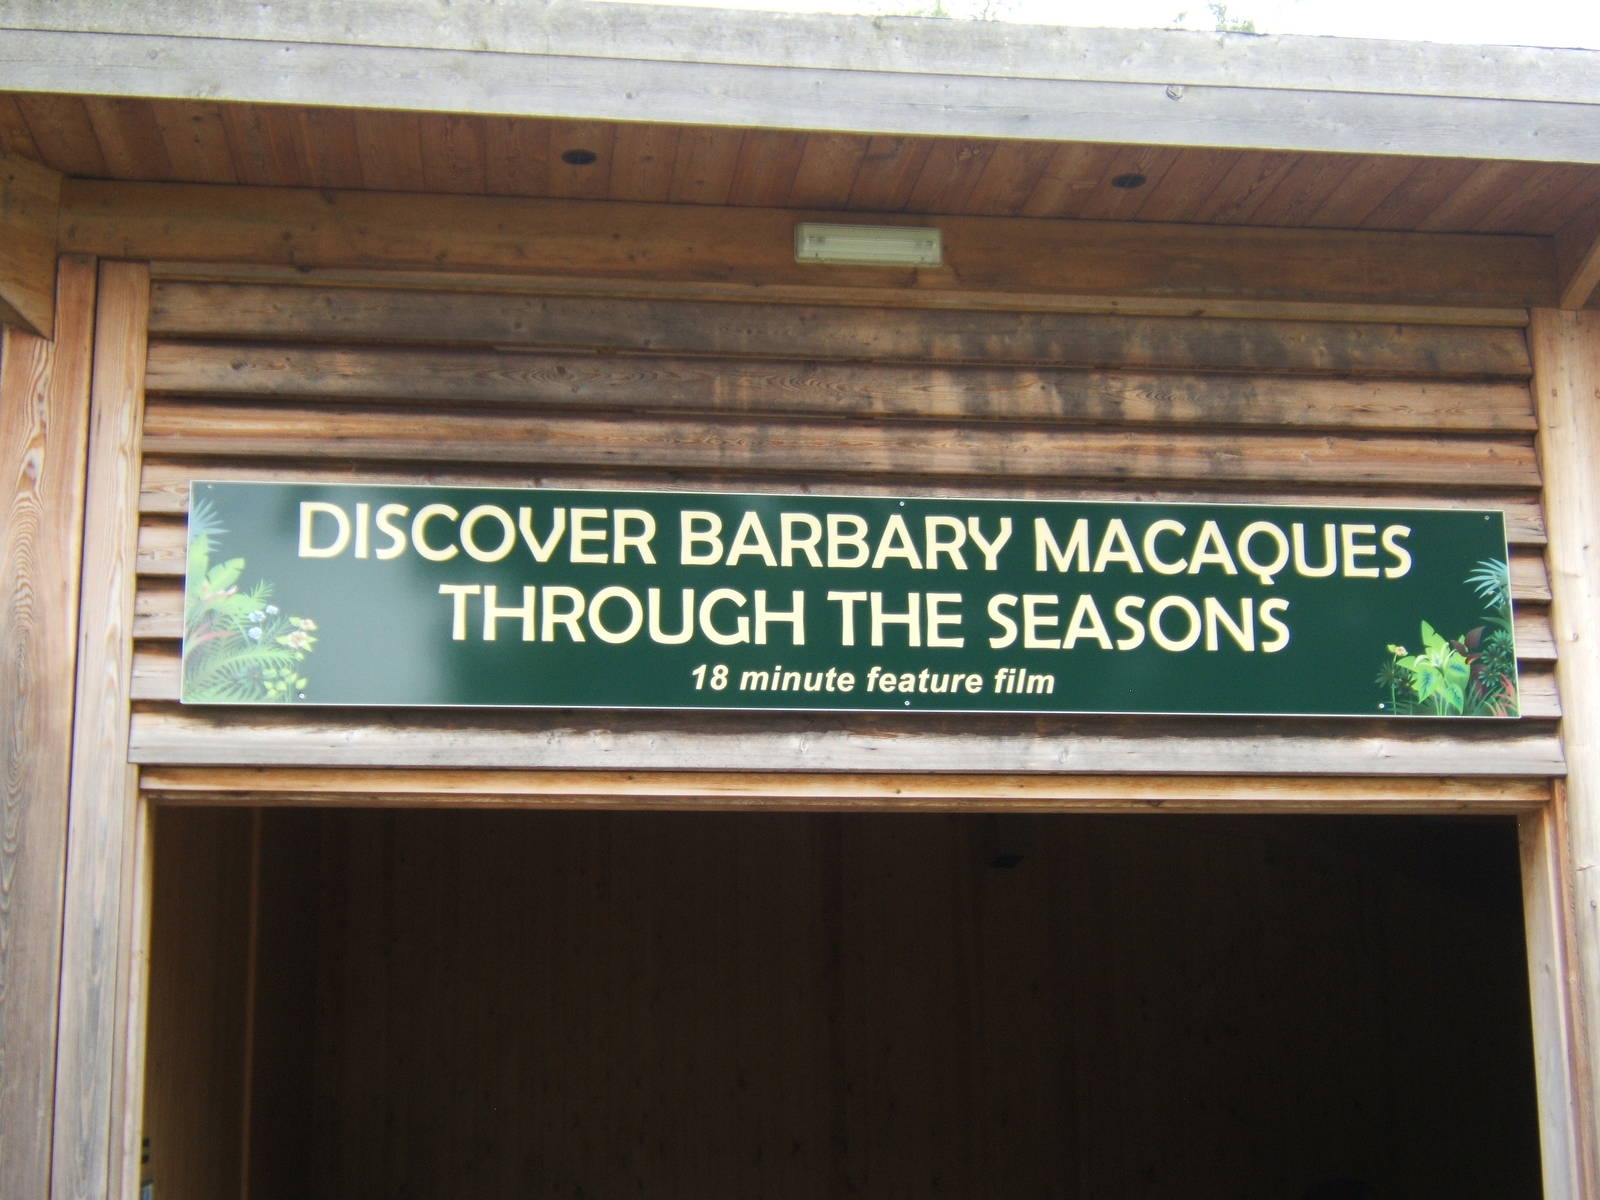 DISCOVER BARBARY MACAQUES
THROUGH THE SEASONS
18 minute feature film